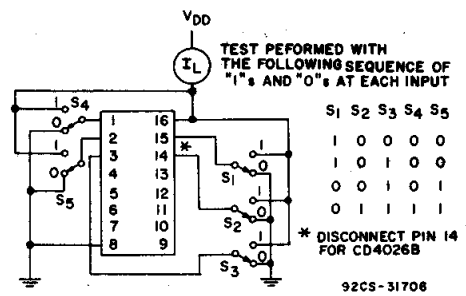 VDD
IL
TEST PEFORMED WITH
THE FOLLOWING SEQUENCE OF
"1"s AND "0"s AT EACH INPUT
S1 S2 S3 S4 S5
1 0 0 0 0
1 0 1 0 0
0 0 1 0 1
0 1 1 1 1
* DISCONNECT PIN 14
FOR CD4026B
1
S4
0
1
0
S5
1 16
2 15
3 14 *
4 13
5 12
6 11
7 10
8 9
1
S1 0
1
S2 0
1
S3 0
92CS-31706